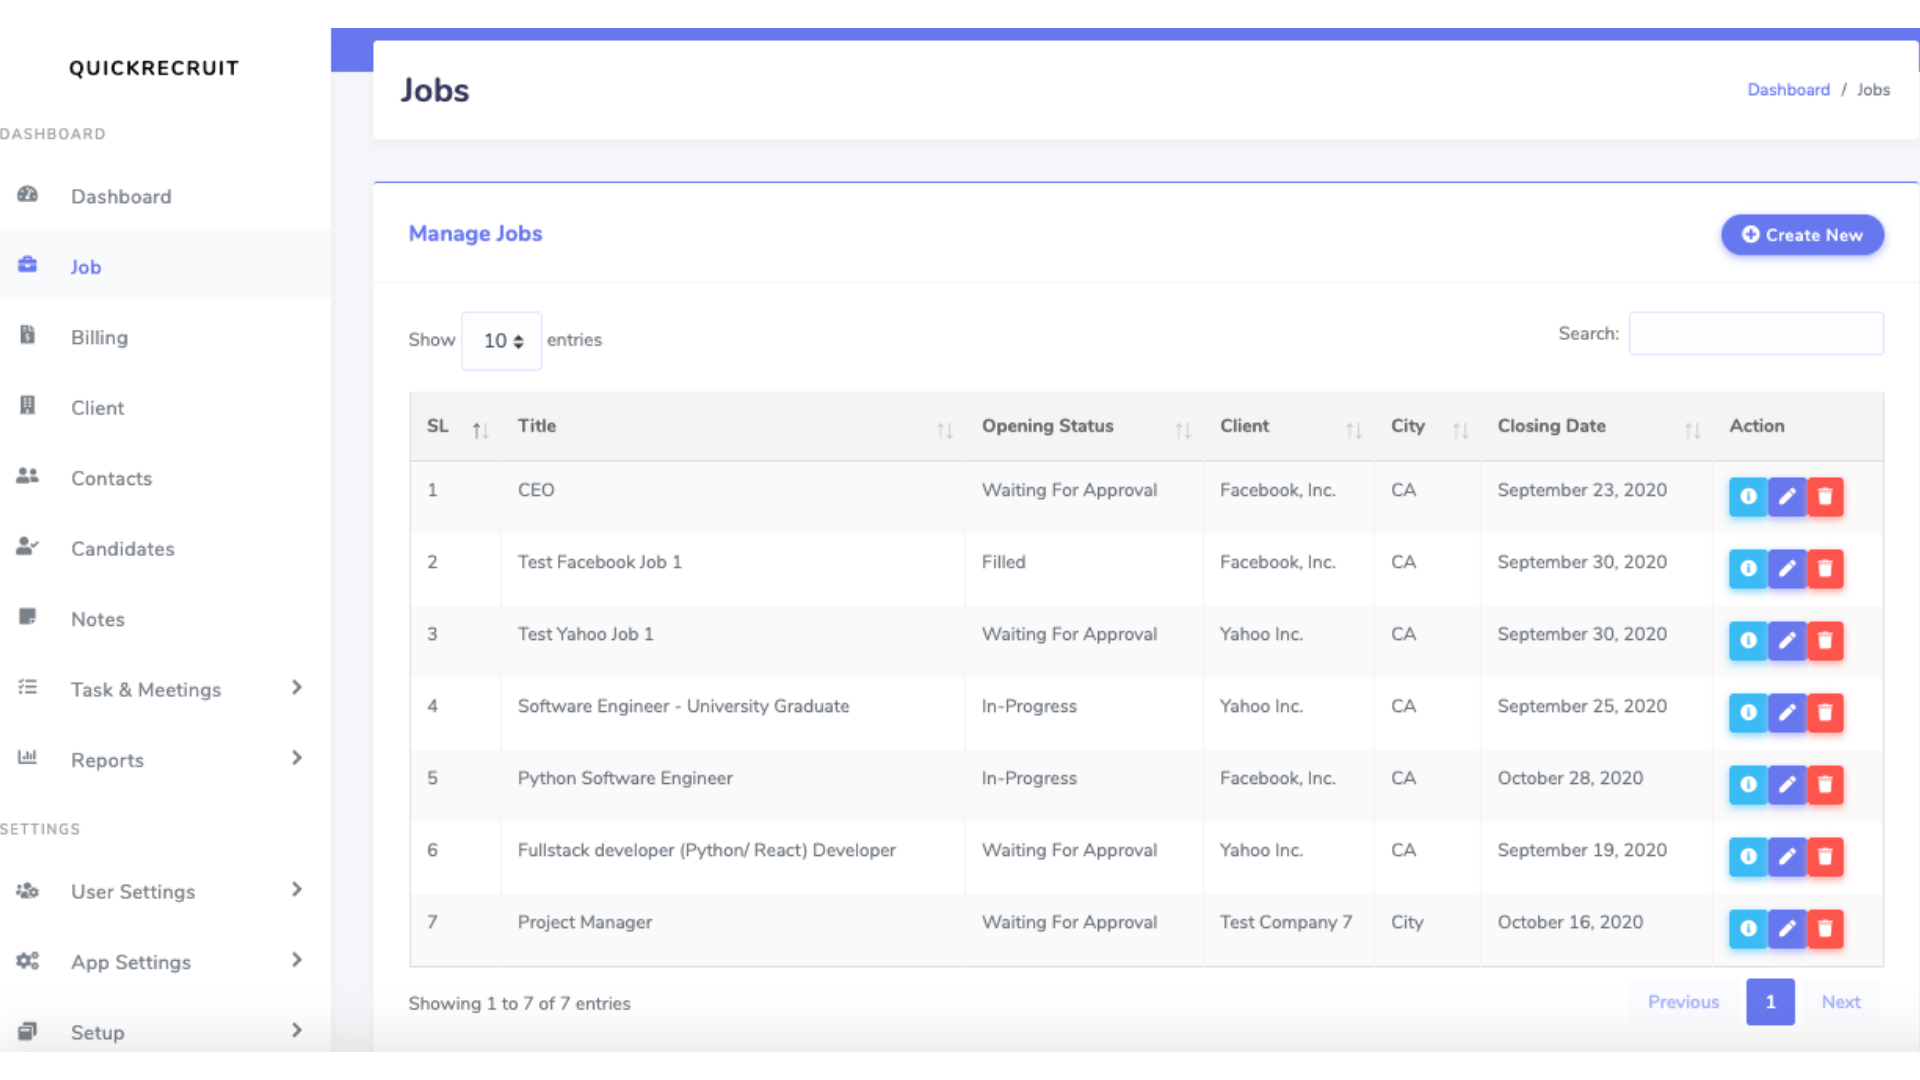 QUICKRECRUIT
DASHBOARD
Dashboard
Job
Billing
Client
Contacts
Candidates
Notes
Task & Meetings
Reports
SETTINGS
User Settings
App Settings
Setup
Jobs
Dashboard / Jobs
Manage Jobs
Create New
Show 10 entries
Search:
SL Title Opening Status Client City Closing Date Action
1 CEO Waiting For Approval Facebook, Inc. CA September 23, 2020
2 Test Facebook Job 1 Filled Facebook, Inc. CA September 30, 2020
3 Test Yahoo Job 1 Waiting For Approval Yahoo Inc. CA September 30, 2020
4 Software Engineer - University Graduate In-Progress Yahoo Inc. CA September 25, 2020
5 Python Software Engineer In-Progress Facebook, Inc. CA October 28, 2020
6 Fullstack developer (Python/ React) Developer Waiting For Approval Yahoo Inc. CA September 19, 2020
7 Project Manager Waiting For Approval Test Company 7 City October 16, 2020
Showing 1 to 7 of 7 entries
Previous 1 Next